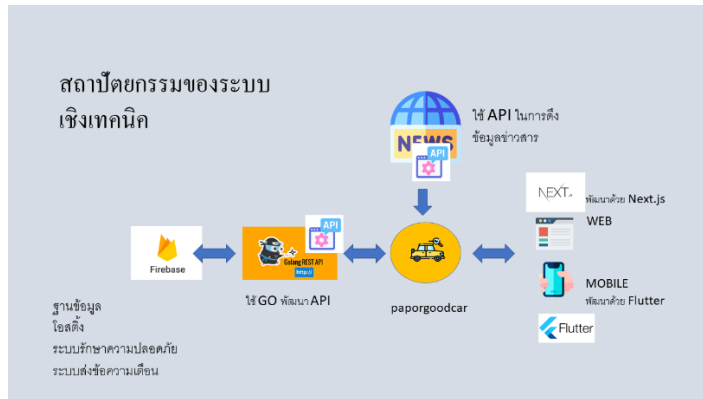 สถาปัตยกรรมของระบบ
เชิงเทคนิค
ใช้ API ในการดึง
ข้อมูลข่าวสาร
NEWS
API
NEXT.
พัฒนาด้วย Next.js
WEB
API
Golang REST API
http://
Firebase
MOBILE
พัฒนาด้วย Flutter
ใช้ GO พัฒนา API
paporgoodcar
Flutter
ฐานข้อมูล
โอสติ้ง
ระบบรักษาความปลอดภัย
ระบบส่งข้อความเตือน